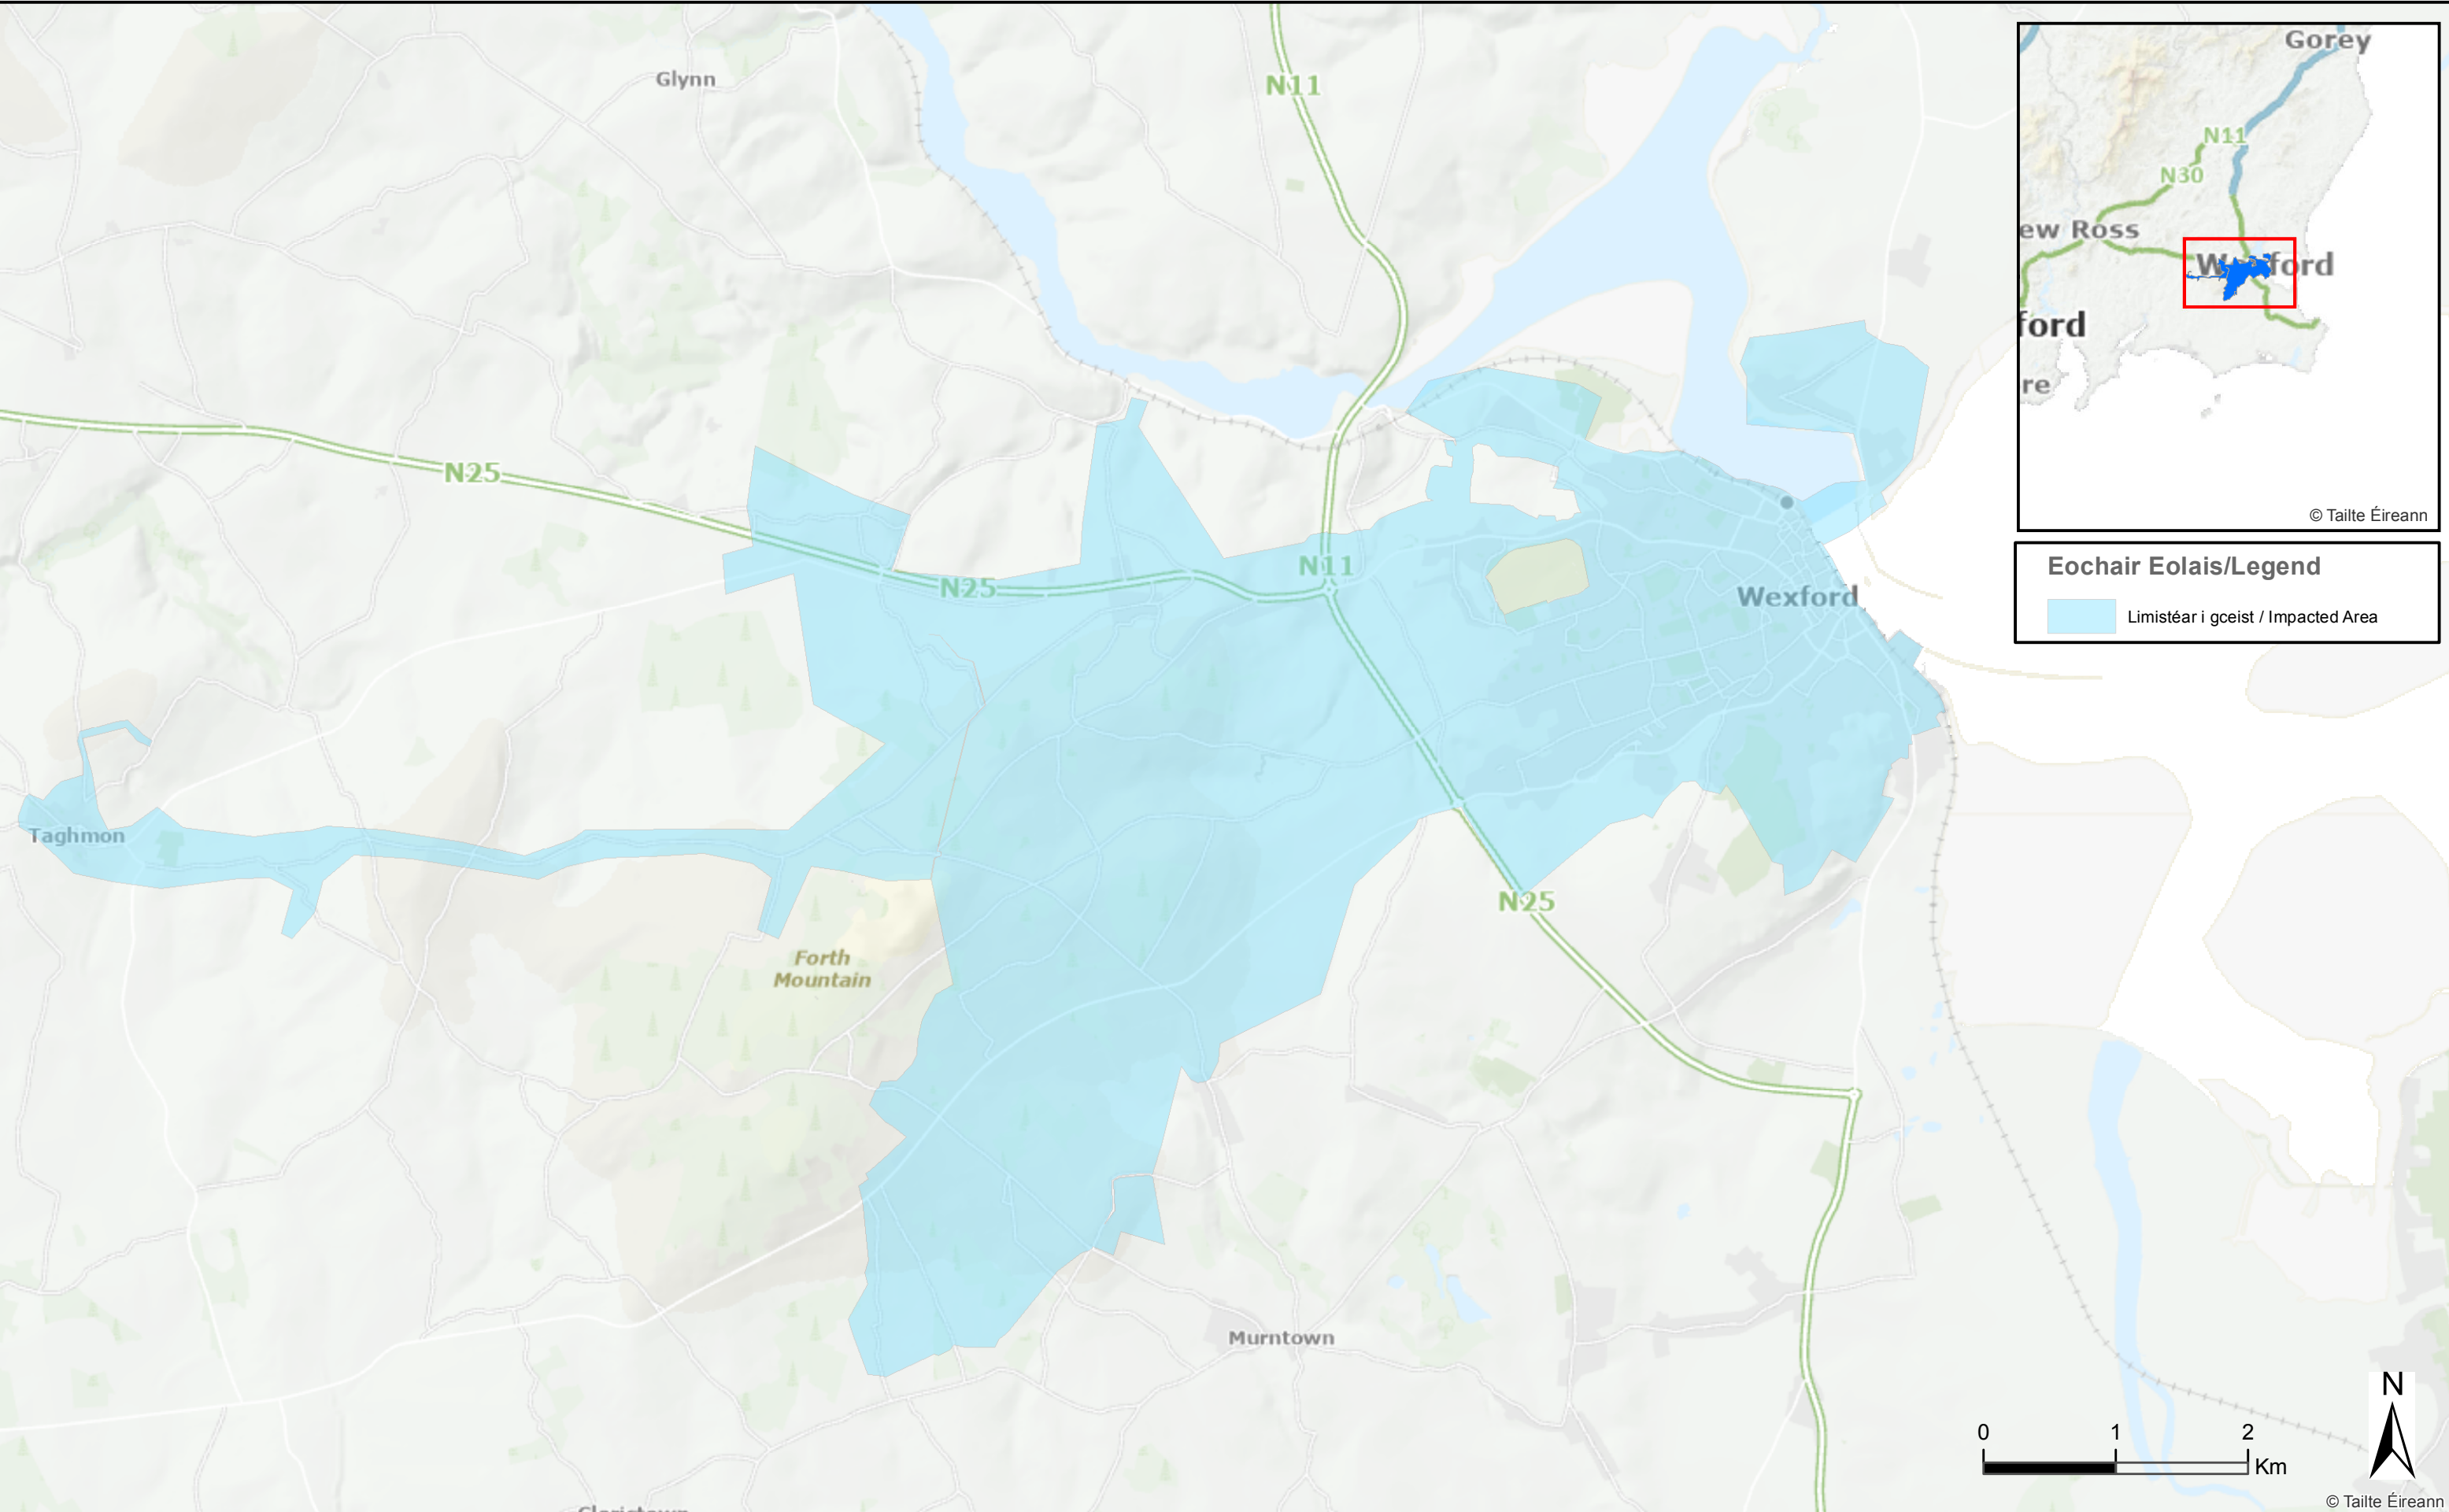 Glynn
N11
N25
N25
N11
Wexford
Taghmon
Forth
Mountain
N25
Murntown
Gorey
N11
N30
ew Ross
ford
ford
re
© Tailte Éireann
Eochair Eolais/Legend
Limistéar i gceist / Impacted Area
N
0 1 2
Km
© Tailte Éireann